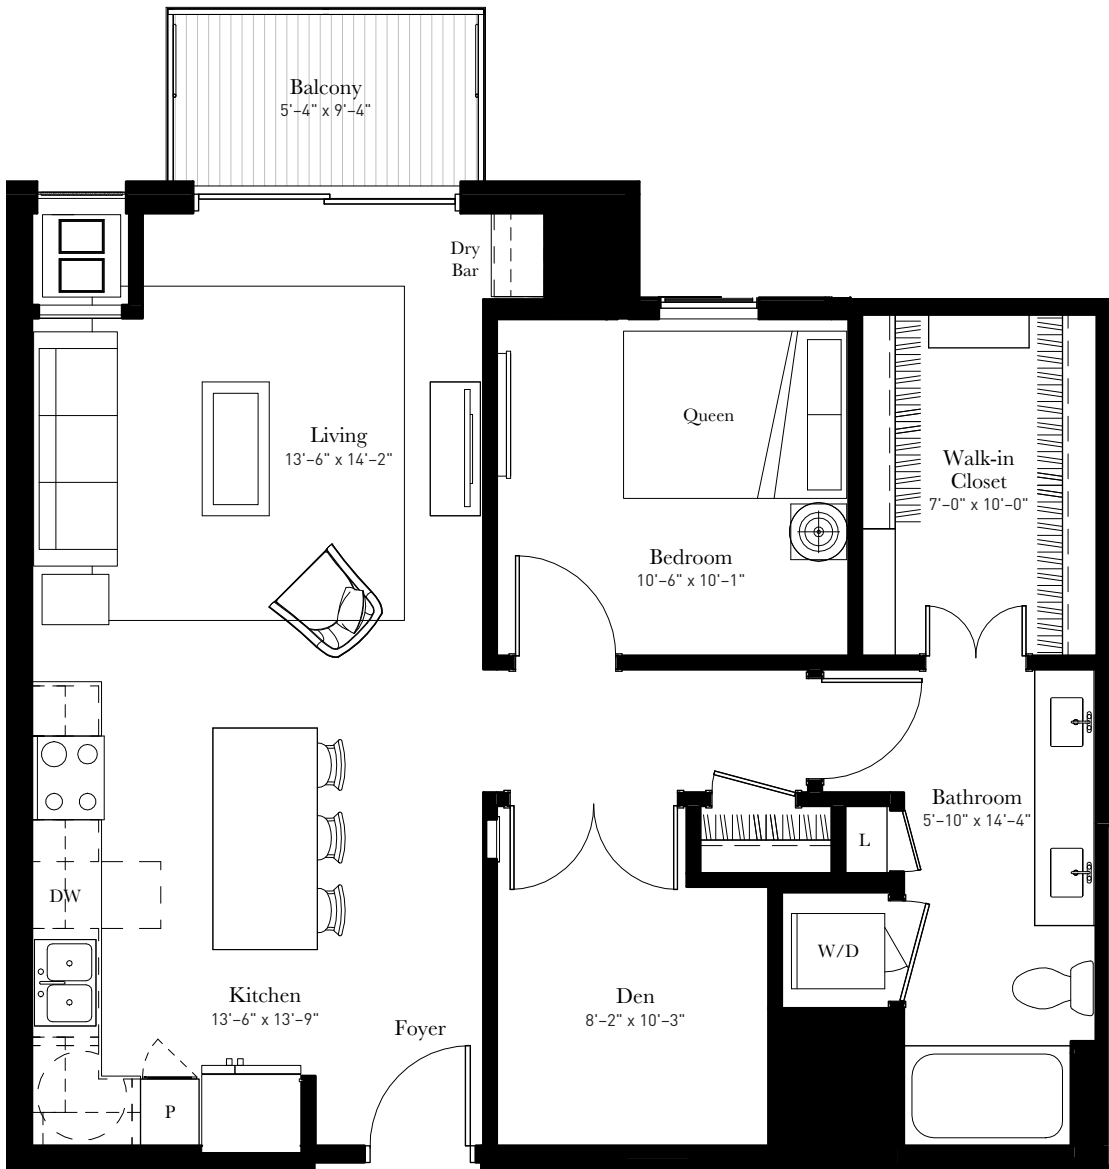 Balcony
5'-4" x 9'-4"
Dry
Bar
Living
13'-6" x 14'-2"
Queen
Walk-in
Closet
7'-0" x 10'-0"
Bedroom
10'-6" x 10'-1"
Bathroom
5'-10" x 14'-4"
L
DW
W/D
Kitchen
13'-6" x 13'-9"
Den
8'-2" x 10'-3"
Foyer
P